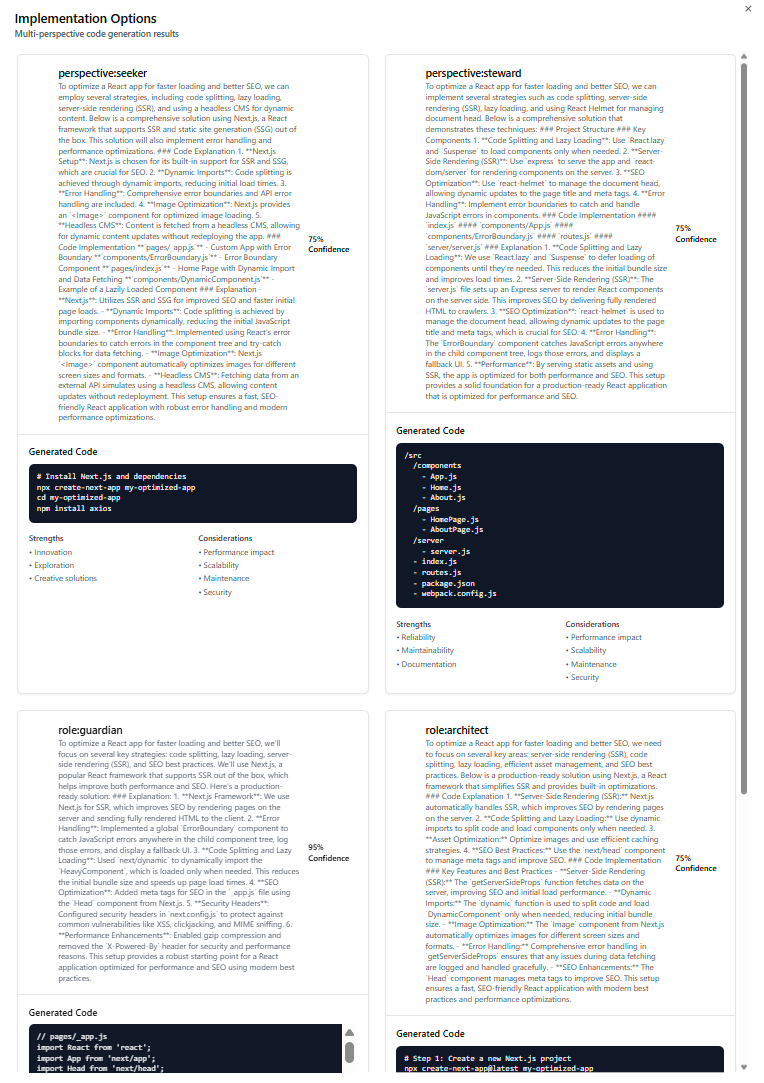 Implementation Options
Multi-perspective code generation results
perspective:seeker
To optimize a React app for faster loading and better SEO, we can
employ several strategies, including code splitting, lazy loading,
server-side rendering (SSR), and using a headless CMS for dynamic
content. Below is a comprehensive solution using Next.js, a React
framework that supports SSR and static site generation (SSG) out of
the box. This solution will also implement error handling and
performance optimizations. ### Code Explanation 1. **Next.js
Setup**: Next.js is chosen for its built-in support for SSR and SSG,
which are crucial for SEO. 2. **Dynamic Imports**: Code splitting is
achieved through dynamic imports, reducing initial load times. 3.
**Error Handling**: Comprehensive error boundaries and API error
handling are included. 4. **Image Optimization**: Next.js provides
an `<Image>` component for optimized image loading. 5.
**Headless CMS**: Content is fetched from a headless CMS, allowing
for dynamic content updates without redeploying the app. ###
Code Implementation **`pages/_app.js`** - Custom App with Error
Boundary **`components/ErrorBoundary.js`** - Error Boundary
Component **`pages/index.js`** - Home Page with Dynamic Import
and Data Fetching **`components/DynamicComponent.js`** -
Example of a Lazily Loaded Component ### Explanation -
**Next.js**: Utilizes SSR and SSG for improved SEO and faster initial
page loads. - **Dynamic Imports**: Code splitting is achieved by
importing components dynamically, reducing the initial JavaScript
bundle size. - **Error Handling**: Implemented using React's error
boundaries to catch errors in the component tree and try-catch
blocks for data fetching. - **Image Optimization**: Next.js
`<Image>` component automatically optimizes images for different
screen sizes and formats. - **Headless CMS**: Fetching data from an
external API simulates using a headless CMS, allowing content
updates without redeployment. This setup ensures a fast, SEO-
friendly React application with robust error handling and modern
performance optimizations.
75%
Confidence
Generated Code
# Install Next.js and dependencies
npx create-next-app my-optimized-app
cd my-optimized-app
npm install axios
Strengths
• Innovation
• Exploration
• Creative solutions
Considerations
• Performance impact
• Scalability
• Maintenance
• Security
perspective:steward
To optimize a React app for faster loading and better SEO, we can
implement several strategies such as code splitting, server-side
rendering (SSR), lazy loading, and using React Helmet for managing
document head. Below is a comprehensive solution that
demonstrates these techniques: ### Project Structure ### Key
Components 1. **Code Splitting and Lazy Loading**: Use `React.lazy`
and `Suspense` to load components only when needed. 2. **Server-
Side Rendering (SSR)**: Use `express` to serve the app and `react-
dom/server` for rendering components on the server. 3. **SEO
Optimization**: Use `react-helmet` to manage the document head,
allowing dynamic updates to the page title and meta tags. 4. **Error
Handling**: Implement error boundaries to catch and handle
JavaScript errors in components. ### Code Implementation ####
`index.js` #### `components/App.js` ####
`components/ErrorBoundary.js` #### `routes.js` ####
`server/server.js` ### Explanation 1. **Code Splitting and Lazy
Loading**: We use `React.lazy` and `Suspense` to defer loading of
components until they're needed. This reduces the initial bundle size
and improves load times. 2. **Server-Side Rendering (SSR)**: The
`server.js` file sets up an Express server to render React components
on the server side. This improves SEO by delivering fully rendered
HTML to crawlers. 3. **SEO Optimization**: `react-helmet` is used to
manage the document head, allowing dynamic updates to the page
title and meta tags, which is crucial for SEO. 4. **Error Handling**:
The `ErrorBoundary` component catches JavaScript errors anywhere
in the child component tree, logs those errors, and displays a
fallback UI. 5. **Performance**: By serving static assets and using
SSR, the app is optimized for both performance and SEO. This setup
provides a solid foundation for a production-ready React application
that is optimized for performance and SEO.
75%
Confidence
Generated Code
/src
/components
- App.js
- Home.js
- About.js
/pages
- HomePage.js
- AboutPage.js
/server
- server.js
- index.js
- routes.js
- package.json
- webpack.config.js
Strengths
• Reliability
• Maintainability
• Documentation
Considerations
• Performance impact
• Scalability
• Maintenance
• Security
role:guardian
To optimize a React app for faster loading and better SEO, we'll
focus on several key strategies: code splitting, lazy loading, server-
side rendering (SSR), and SEO best practices. We'll use Next.js, a
popular React framework that supports SSR out of the box, which
helps improve both performance and SEO. Here's a production-
ready solution: ### Explanation: 1. **Next.js Framework**: We use
Next.js for SSR, which improves SEO by rendering pages on the
server and sending fully rendered HTML to the client. 2. **Error
Handling**: Implemented a global `ErrorBoundary` component to
catch JavaScript errors anywhere in the child component tree, log
those errors, and display a fallback UI. 3. **Code Splitting and Lazy
Loading**: Used `next/dynamic` to dynamically import the
`HeavyComponent`, which is loaded only when needed. This reduces
the initial bundle size and speeds up page load times. 4. **SEO
Optimization**: Added meta tags for SEO in the `_app.js` file using
the `Head` component from Next.js. 5. **Security Headers**:
Configured security headers in `next.config.js` to protect against
common vulnerabilities like XSS, clickjacking, and MIME sniffing. 6.
**Performance Enhancements**: Enabled gzip compression and
removed the `X-Powered-By` header for security and performance
reasons. This setup provides a robust starting point for a React
application optimized for performance and SEO using modern best
practices.
95%
Confidence
Generated Code
// pages/_app.js
import React from 'react';
import App from 'next/app';
import Head from 'next/head';
role:architect
To optimize a React app for faster loading and better SEO, we need
to focus on several key areas: server-side rendering (SSR), code
splitting, lazy loading, efficient asset management, and SEO best
practices. Below is a production-ready solution using Next.js, a React
framework that simplifies SSR and provides built-in optimizations.
### Code Explanation 1. **Server-Side Rendering (SSR):** Next.js
automatically handles SSR, which improves SEO by rendering pages
on the server. 2. **Code Splitting and Lazy Loading:** Use dynamic
imports to split code and load components only when needed. 3.
**Asset Optimization:** Optimize images and use efficient caching
strategies. 4. **SEO Best Practices:** Use the `next/head` component
to manage meta tags and improve SEO. ### Code Implementation
### Key Features and Best Practices - **Server-Side Rendering
(SSR):** The `getServerSideProps` function fetches data on the
server, improving SEO and initial load performance. - **Dynamic
Imports:** The `dynamic` function is used to split code and load
`DynamicComponent` only when needed, reducing initial bundle
size. - **Image Optimization:** The `Image` component from Next.js
automatically optimizes images for different screen sizes and
formats. - **Error Handling:** Comprehensive error handling in
`getServerSideProps` ensures that any issues during data fetching
are logged and handled gracefully. - **SEO Enhancements:** The
`Head` component manages meta tags to improve SEO. This setup
ensures a fast, SEO-friendly React application with modern best
practices and performance optimizations.
75%
Confidence
Generated Code
# Step 1: Create a new Next.js project
npx create-next-app@latest my-optimized-app